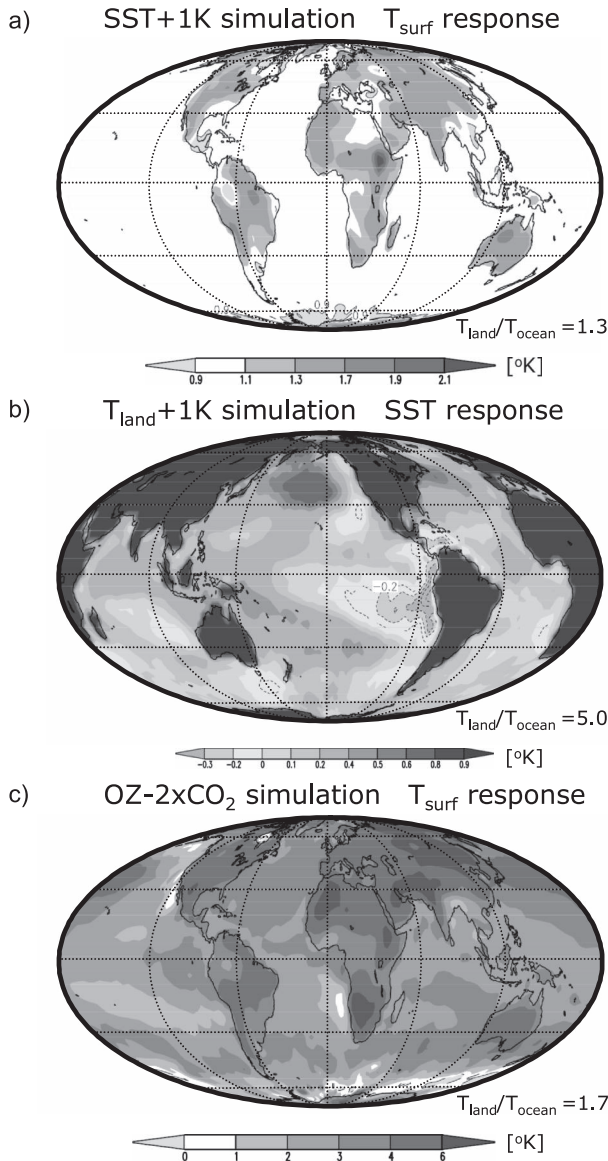 a) SST+1K simulation T_surf response
0.9
0.9
T_land/T_ocean =1.3
0.9 1.1 1.3 1.7 1.9 2.1 [°K]
b) T_land+1K simulation SST response
-0.2
T_land/T_ocean =5.0
-0.3 -0.2 0 0.1 0.2 0.5 0.6 0.8 0.9 [°K]
c) OZ-2xCO₂ simulation T_surf response
T_land/T_ocean =1.7
0 1 2 3 4 6 [°K]